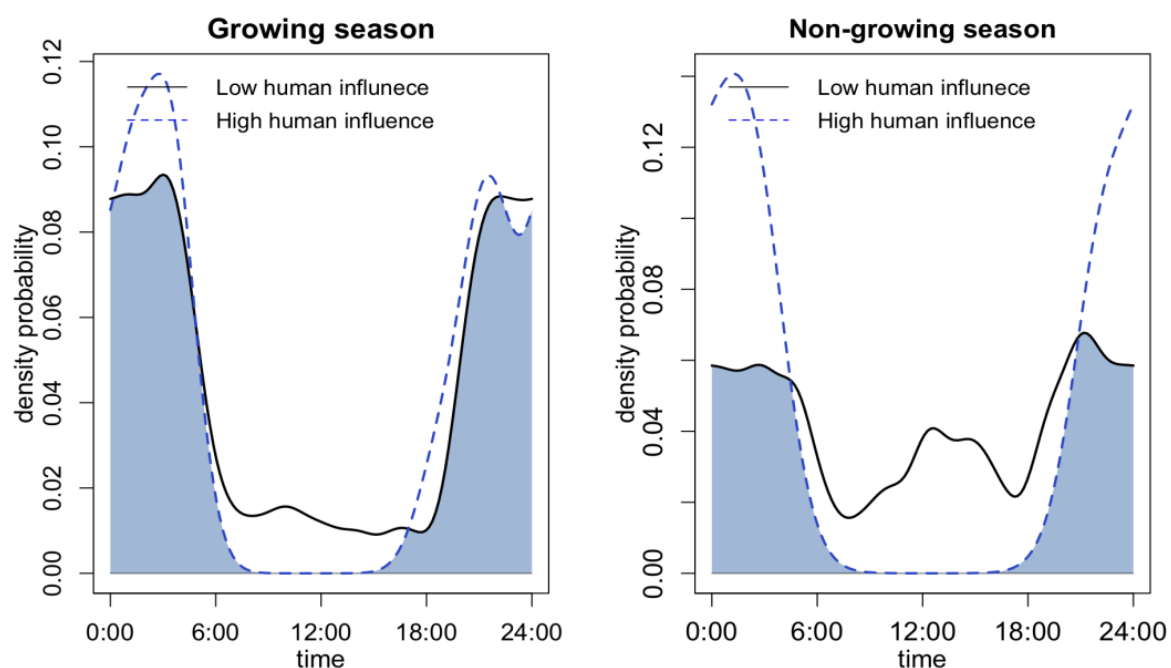 Growing season
Low human influnece
High human influence
density probability
0.00
0.02
0.04
0.06
0.08
0.10
0.12
0:00
6:00
12:00
18:00
24:00
time
Non-growing season
Low human influnece
High human influence
density probability
0.00
0.04
0.08
0.12
0:00
6:00
12:00
18:00
24:00
time